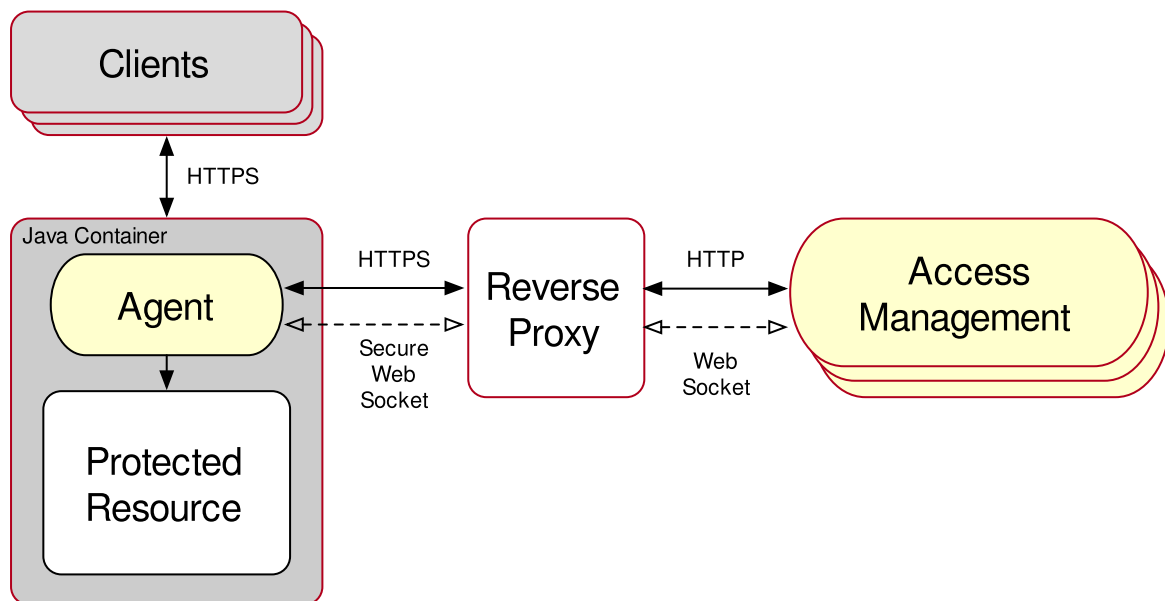 Clients
HTTPS
Java Container
Agent
HTTPS
Secure
Web
Socket
Reverse
Proxy
HTTP
Web
Socket
Access
Management
Protected
Resource